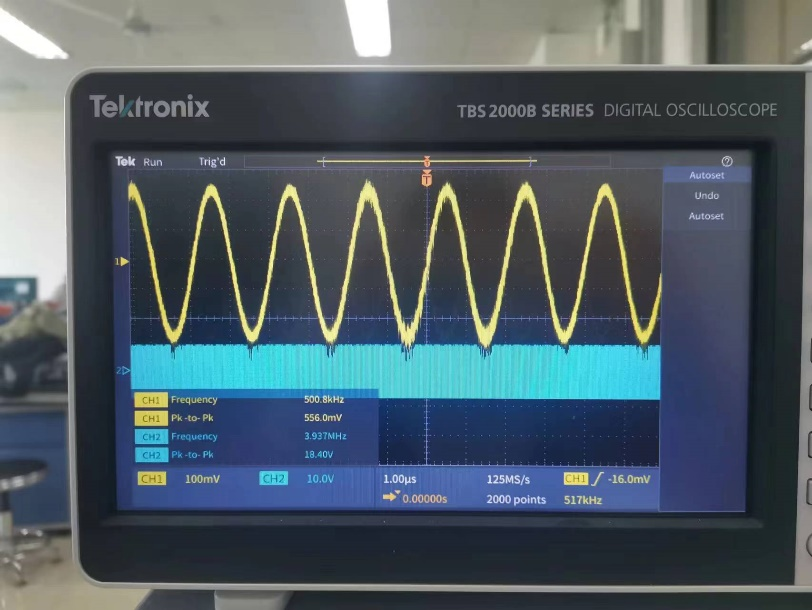 Tektronix
TBS 2000B SERIES DIGITAL OSCILLOSCOPE
Tek Run Trig'd
T
T
Autoset
Undo
Autoset
1
2
CH1 Frequency 500.8kHz
CH1 Pk-to-Pk 556.0mV
CH2 Frequency 3.937MHz
CH2 Pk-to-Pk 18.40V
CH1 100mV CH2 10.0V 1.00µs 125MS/s CH1 -16.0mV
0.00000s 2000 points 517kHz